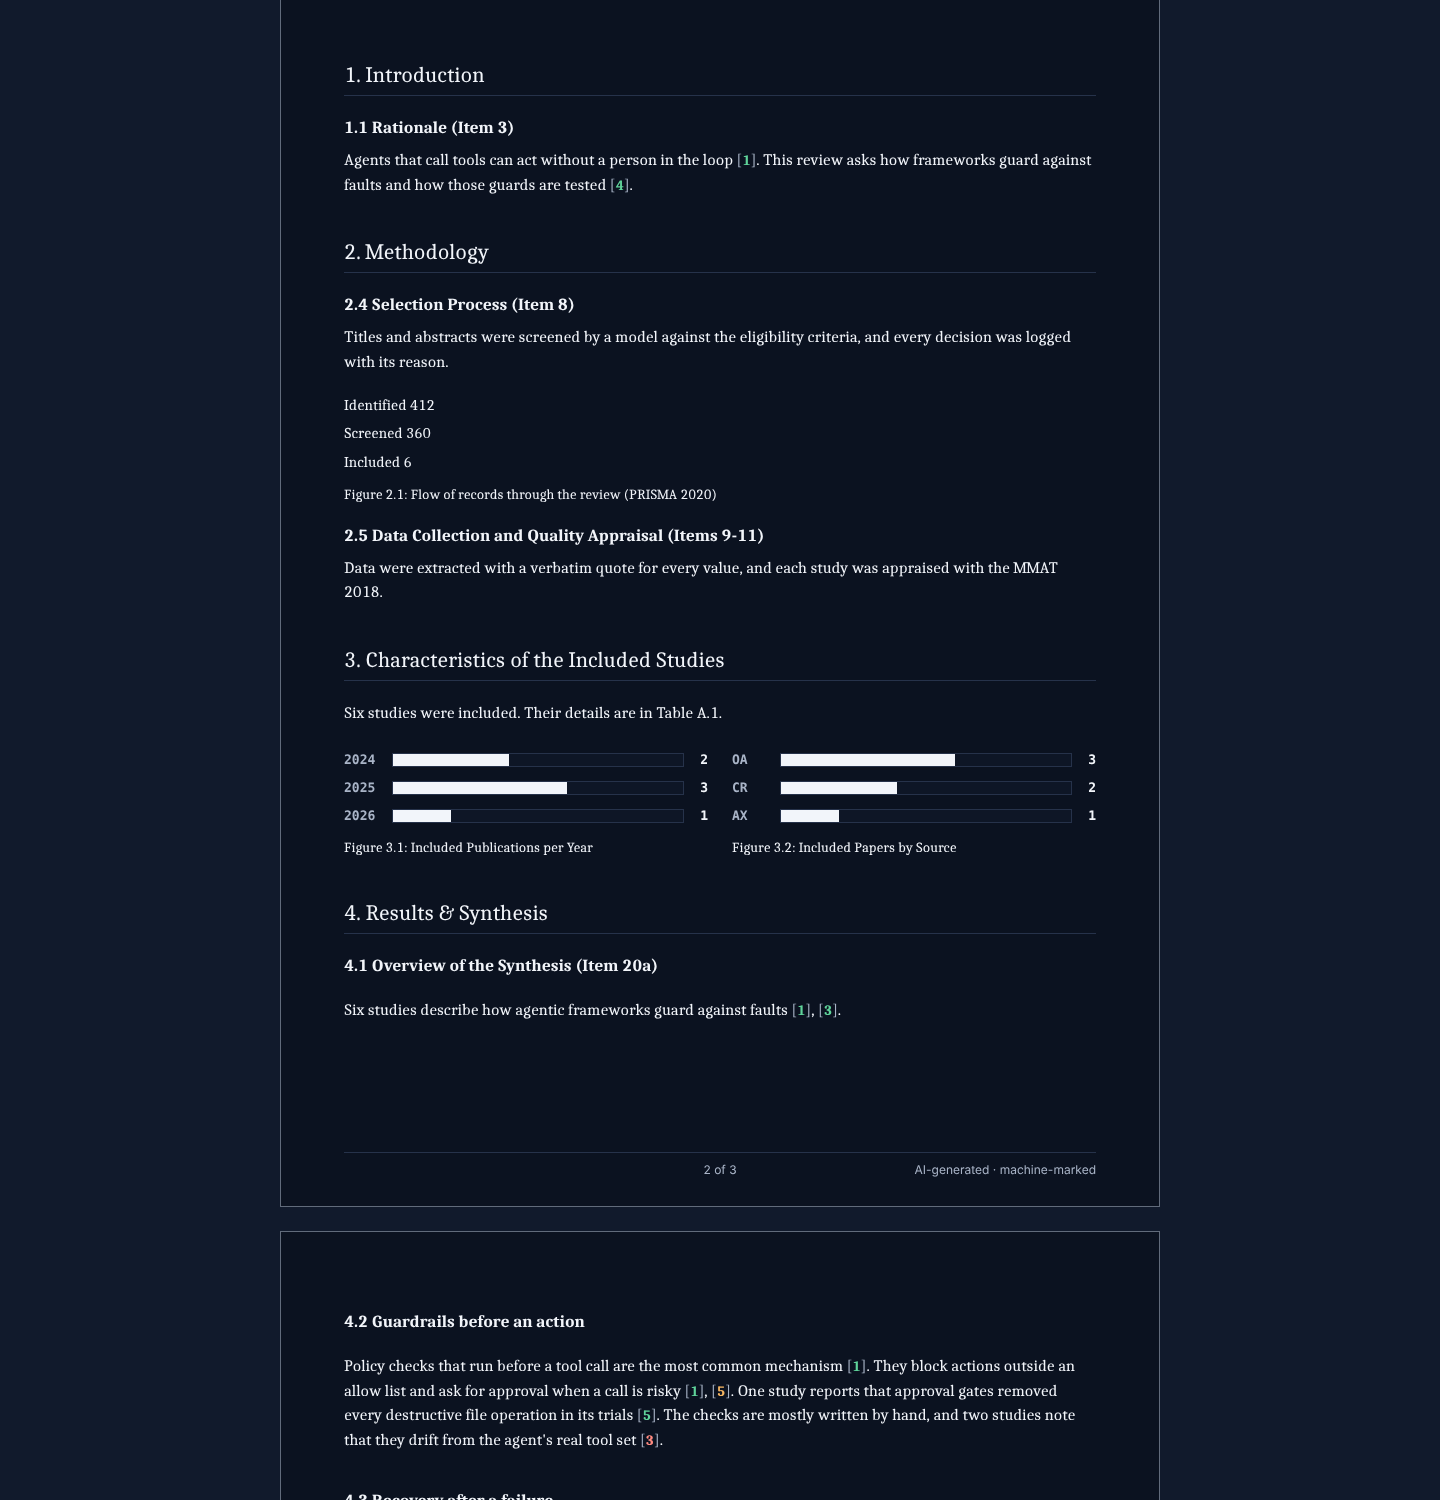 1. Introduction
1.1 Rationale (Item 3)
Agents that call tools can act without a person in the loop [1]. This review asks how frameworks guard against
faults and how those guards are tested [4].
2. Methodology
2.4 Selection Process (Item 8)
Titles and abstracts were screened by a model against the eligibility criteria, and every decision was logged
with its reason.
Identified 412
Screened 360
Included 6
Figure 2.1: Flow of records through the review (PRISMA 2020)
2.5 Data Collection and Quality Appraisal (Items 9-11)
Data were extracted with a verbatim quote for every value, and each study was appraised with the MMAT
2018.
3. Characteristics of the Included Studies
Six studies were included. Their details are in Table A.1.
2024 2
2025 3
2026 1
Figure 3.1: Included Publications per Year
OA 3
CR 2
AX 1
Figure 3.2: Included Papers by Source
4. Results & Synthesis
4.1 Overview of the Synthesis (Item 20a)
Six studies describe how agentic frameworks guard against faults [1], [3].
2 of 3
AI-generated · machine-marked
4.2 Guardrails before an action
Policy checks that run before a tool call are the most common mechanism [1]. They block actions outside an
allow list and ask for approval when a call is risky [1], [5]. One study reports that approval gates removed
every destructive file operation in its trials [5]. The checks are mostly written by hand, and two studies note
that they drift from the agent's real tool set [3].
4.3 Recovery after a failure